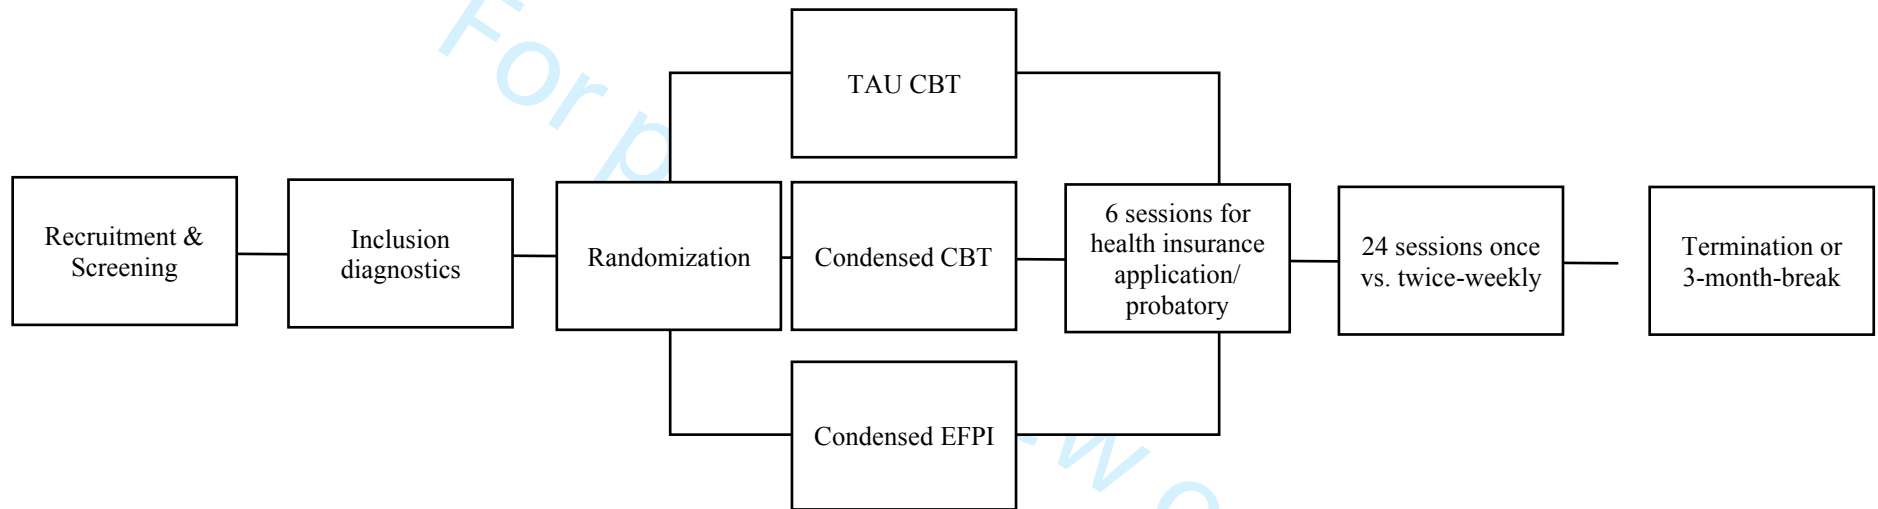 For p
TAU CBT
Recruitment &
Screening
Inclusion
diagnostics
Randomization
Condensed CBT
6 sessions for
health insurance
application/
probatory
24 sessions once
vs. twice-weekly
Termination or
3-month-break
Condensed EFPI